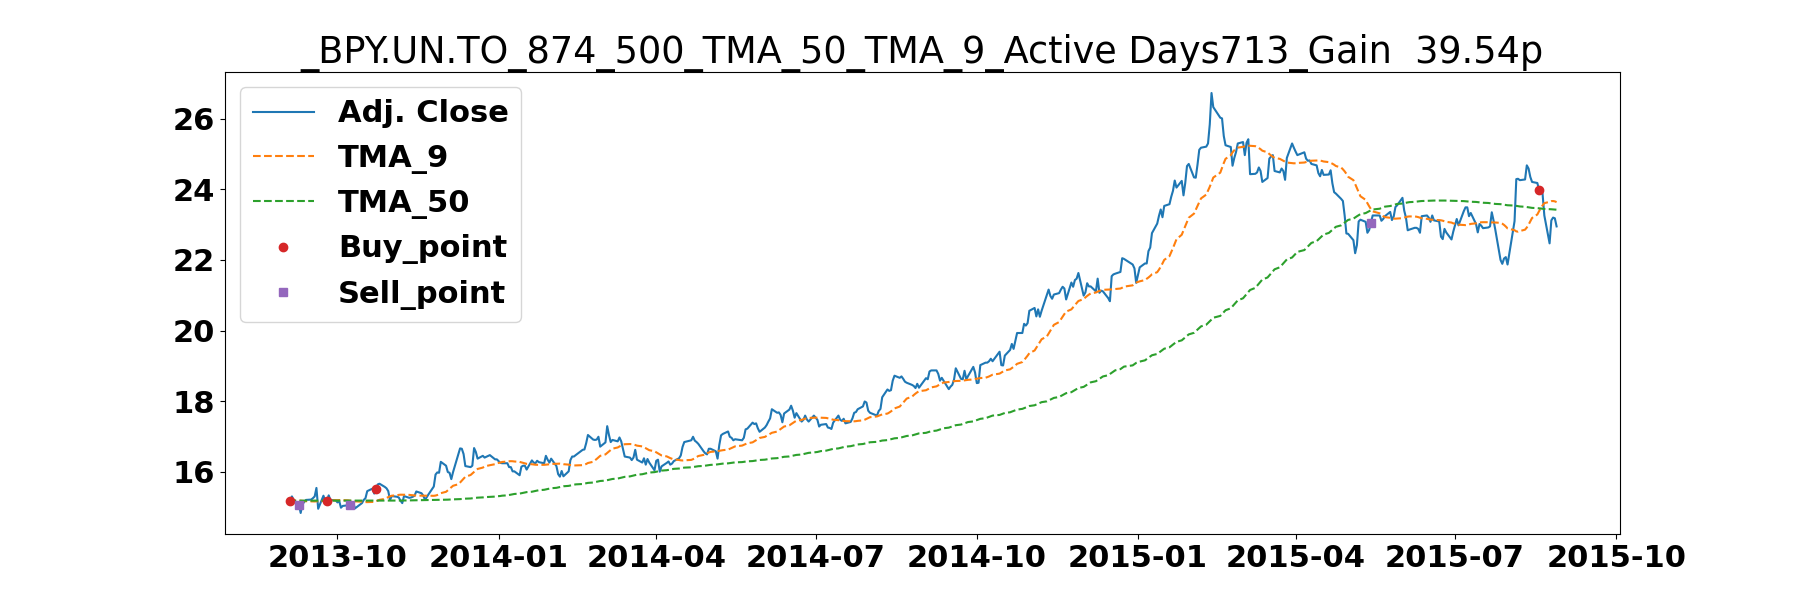 _BPY.UN.TO_874_500_TMA_50_TMA_9_Active Days713_Gain  39.54p
Adj. Close
TMA_9
TMA_50
Buy_point
Sell_point
26
24
22
20
18
16
2013-10 2014-01 2014-04 2014-07 2014-10 2015-01 2015-04 2015-07 2015-10